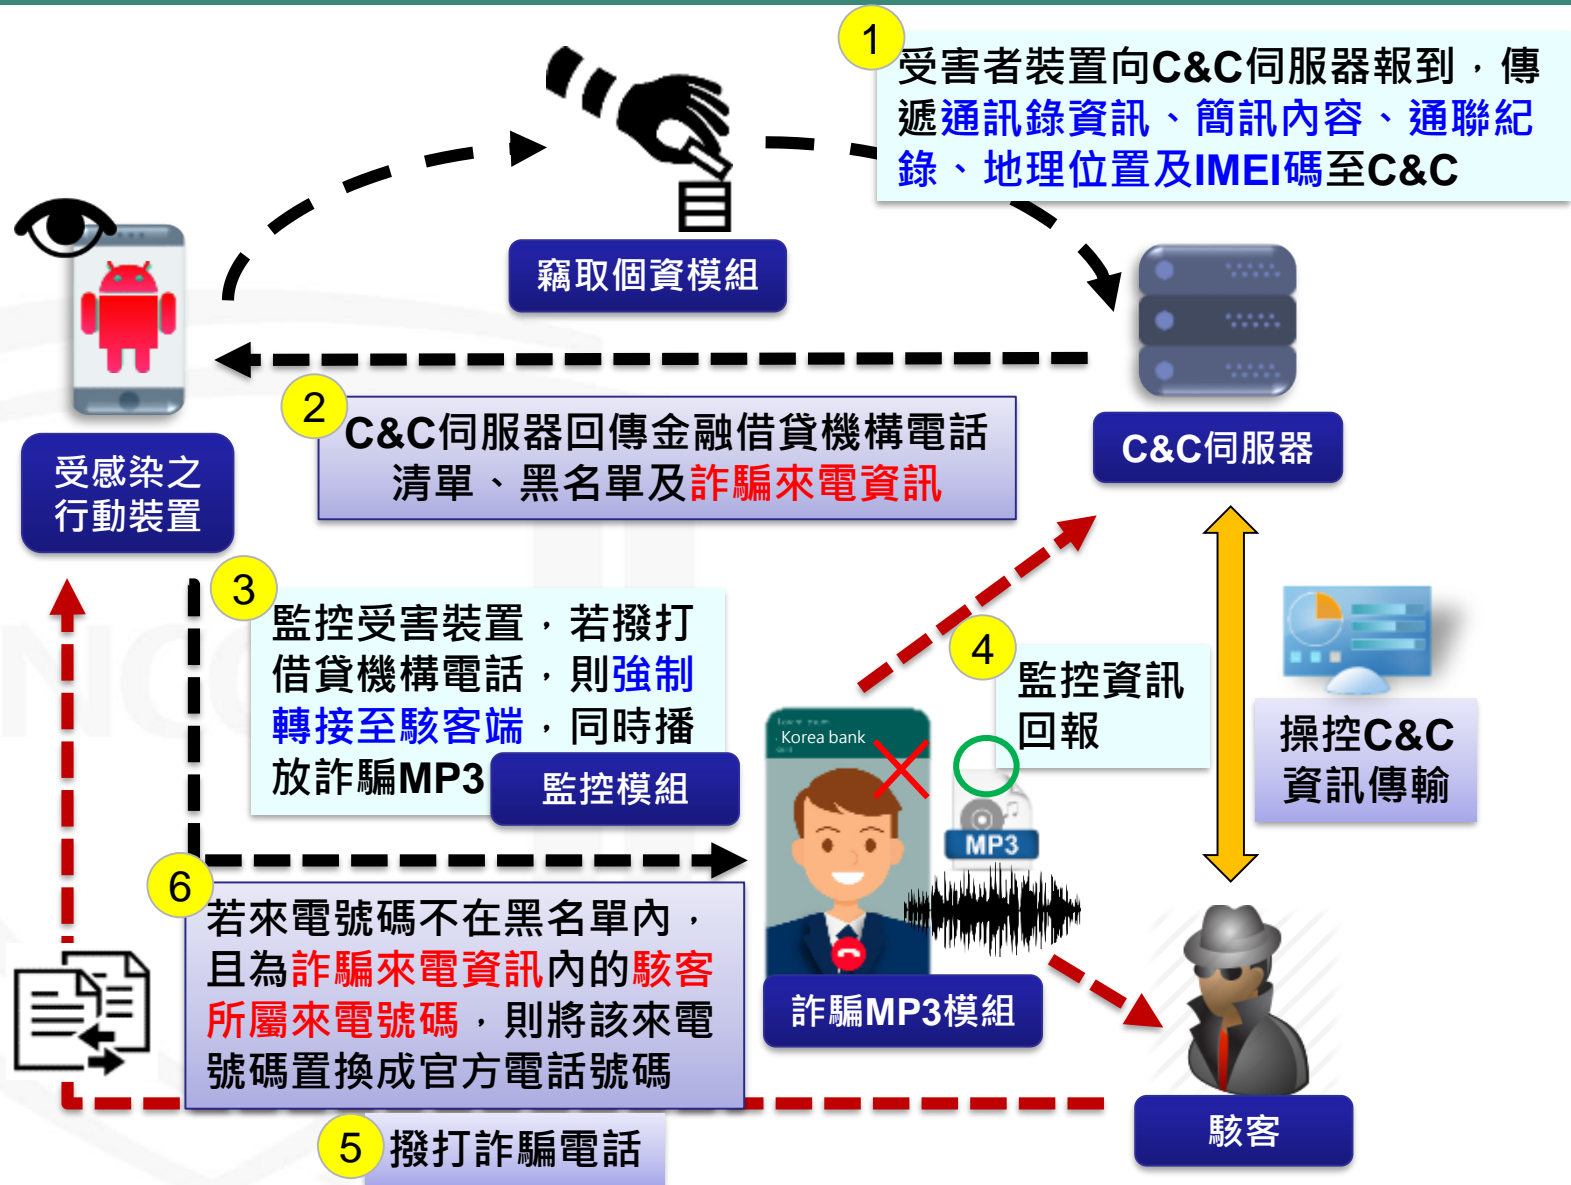 1
受害者裝置向C&C伺服器報到，傳
遞通訊錄資訊、簡訊內容、通聯紀
錄、地理位置及IMEI碼至C&C
竊取個資模組
2
C&C伺服器回傳金融借貸機構電話
清單、黑名單及詐騙來電資訊
C&C伺服器
受感染之
行動裝置
3
監控受害裝置，若撥打
借貸機構電話，則強制
轉接至駭客端，同時播
放詐騙MP3
監控模組
4
監控資訊
回報
操控C&C
資訊傳輸
Korea bank
MP3
詐騙MP3模組
6
若來電號碼不在黑名單內，
且為詐騙來電資訊內的駭客
所屬來電號碼，則將該來電
號碼置換成官方電話號碼
5
撥打詐騙電話
駭客